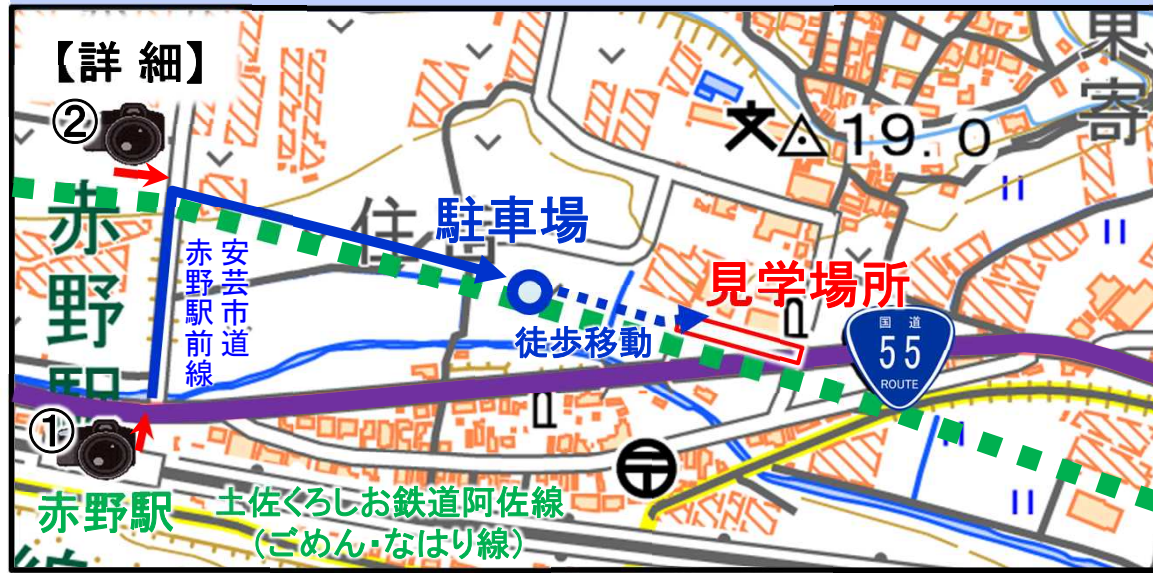 【詳 細】
②
19.0
東寄
赤野駅
駐車場
安芸市道
赤野駅前線
見学場所
徒歩移動
国道
55
ROUTE
①
赤野駅
土佐くろしお鉄道阿佐線
(ごめん・なはり線)
線